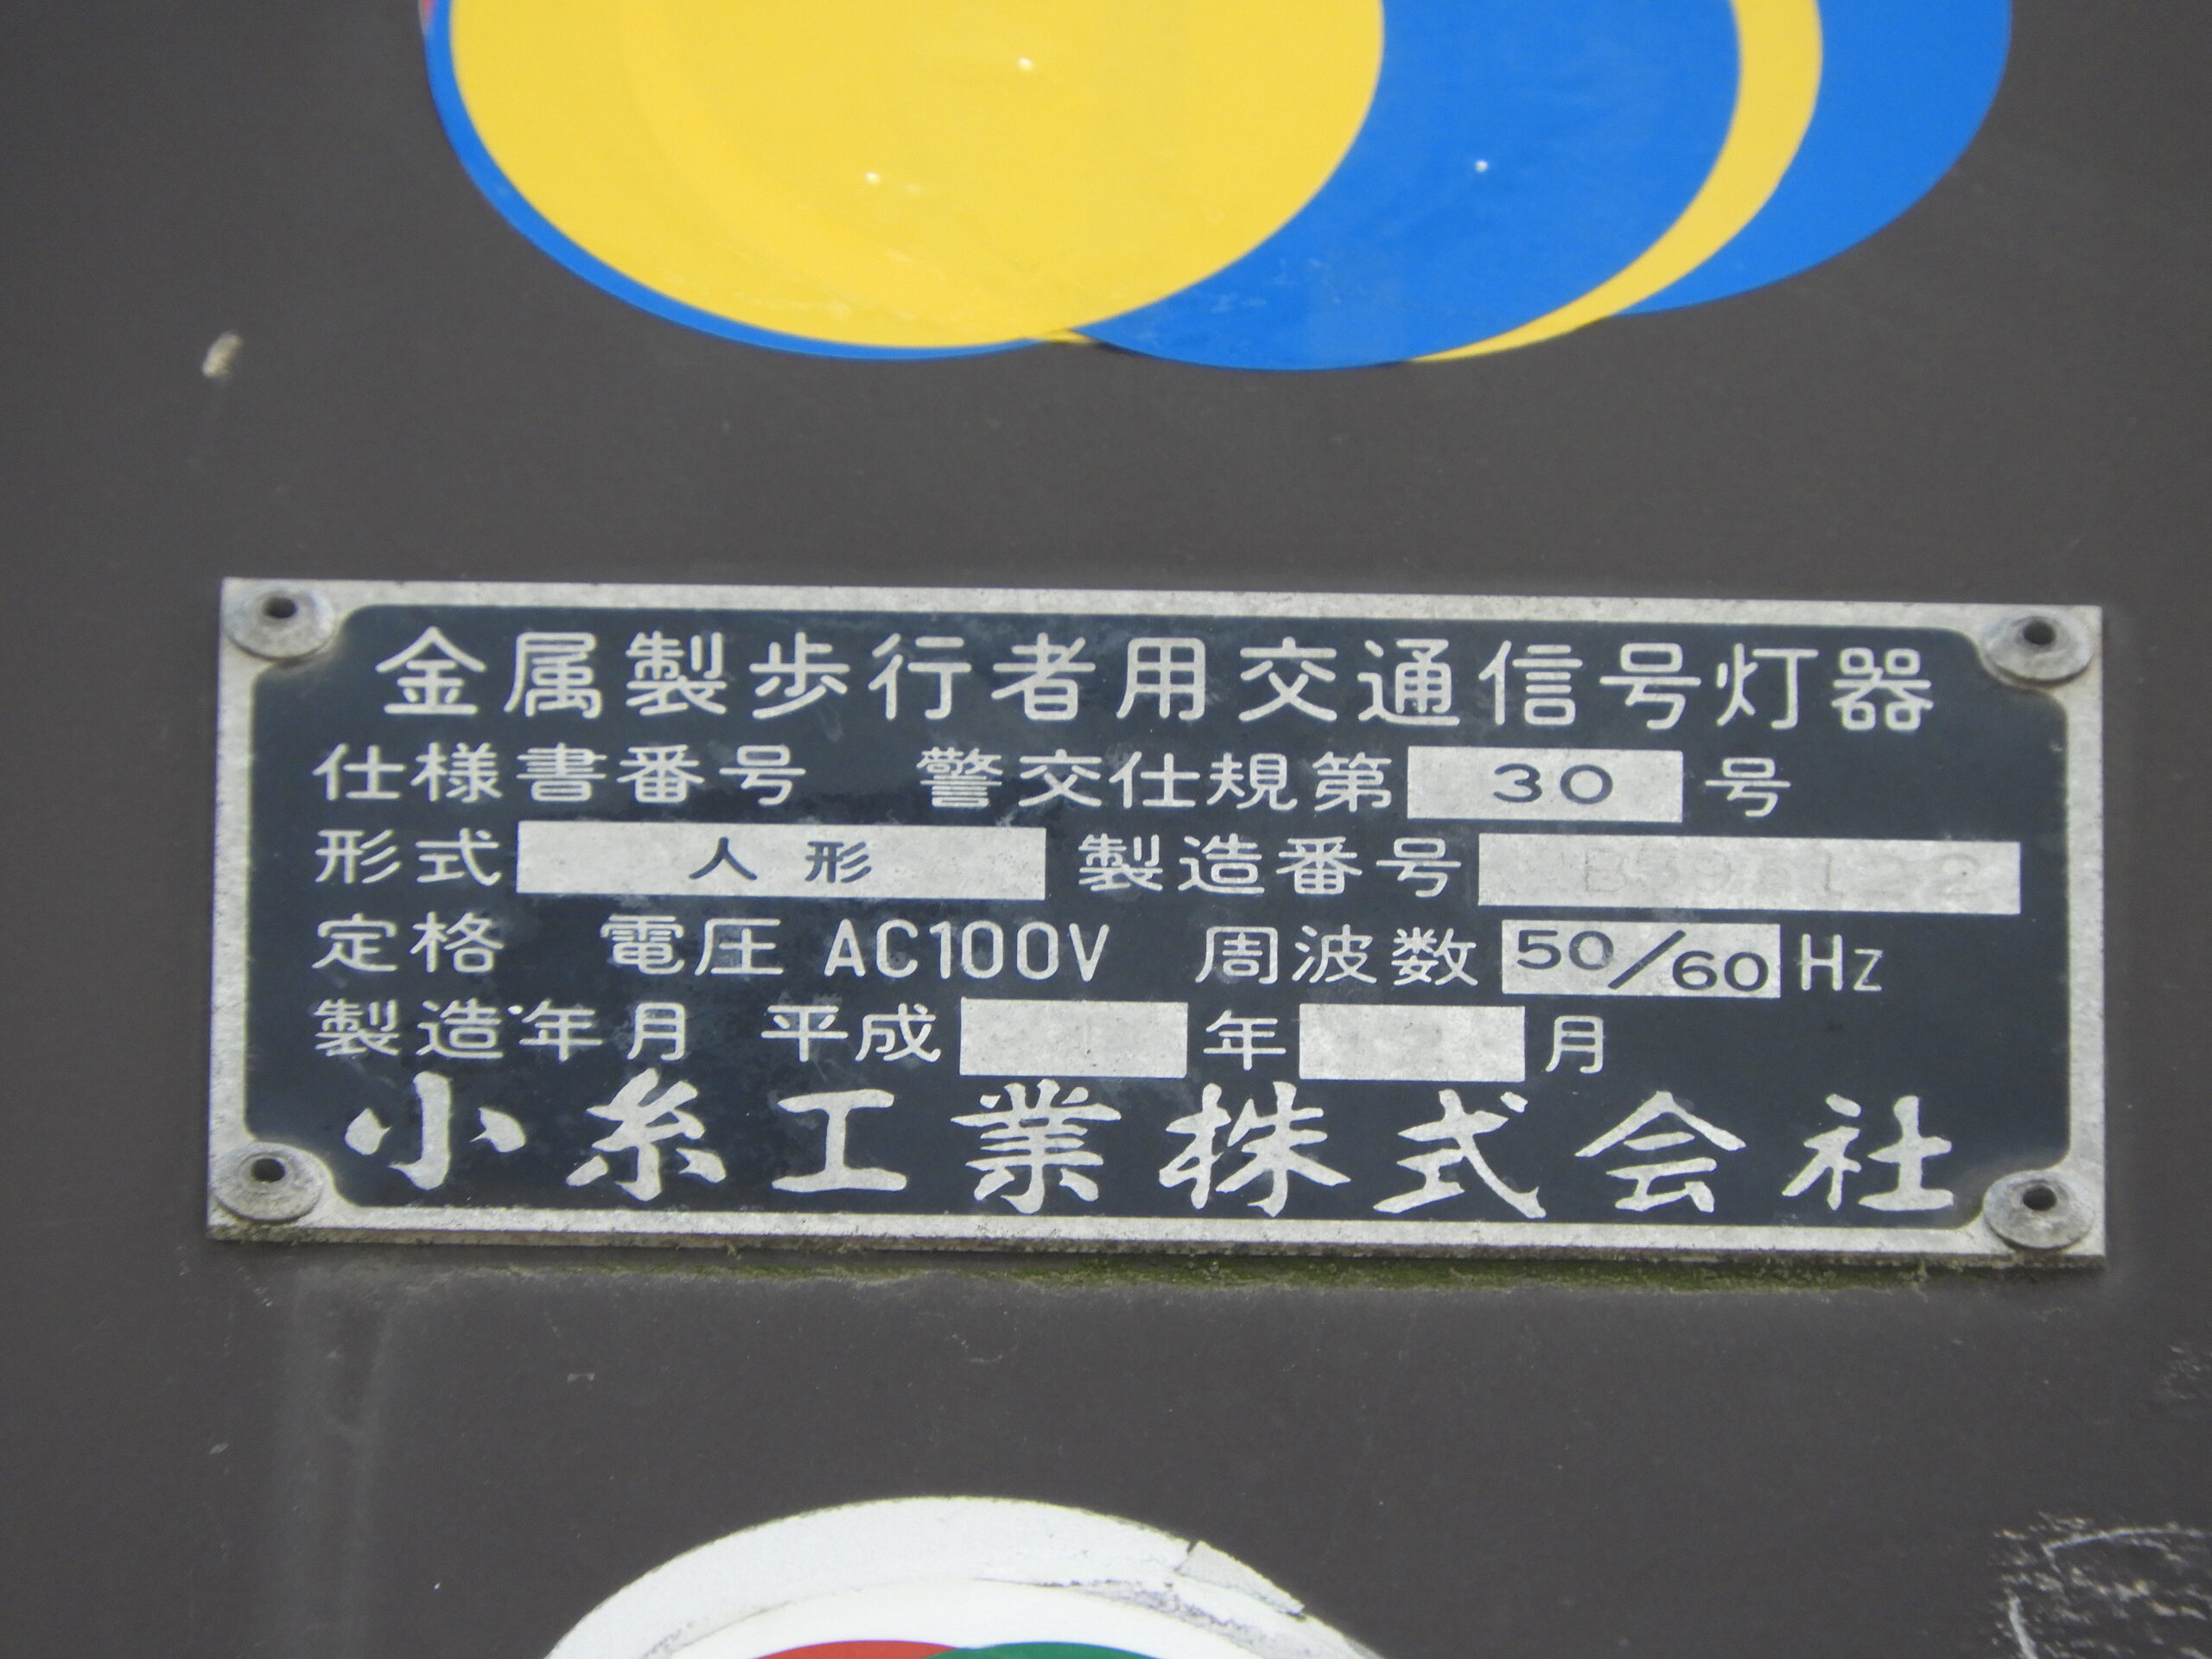 金属製歩行者用交通信号灯器
仕様書番号 警交仕規第 30 号
形式 人形 製造番号
定格 電圧 AC100V 周波数 50/60 Hz
製造年月 平成 年 月
小糸工業株式会社